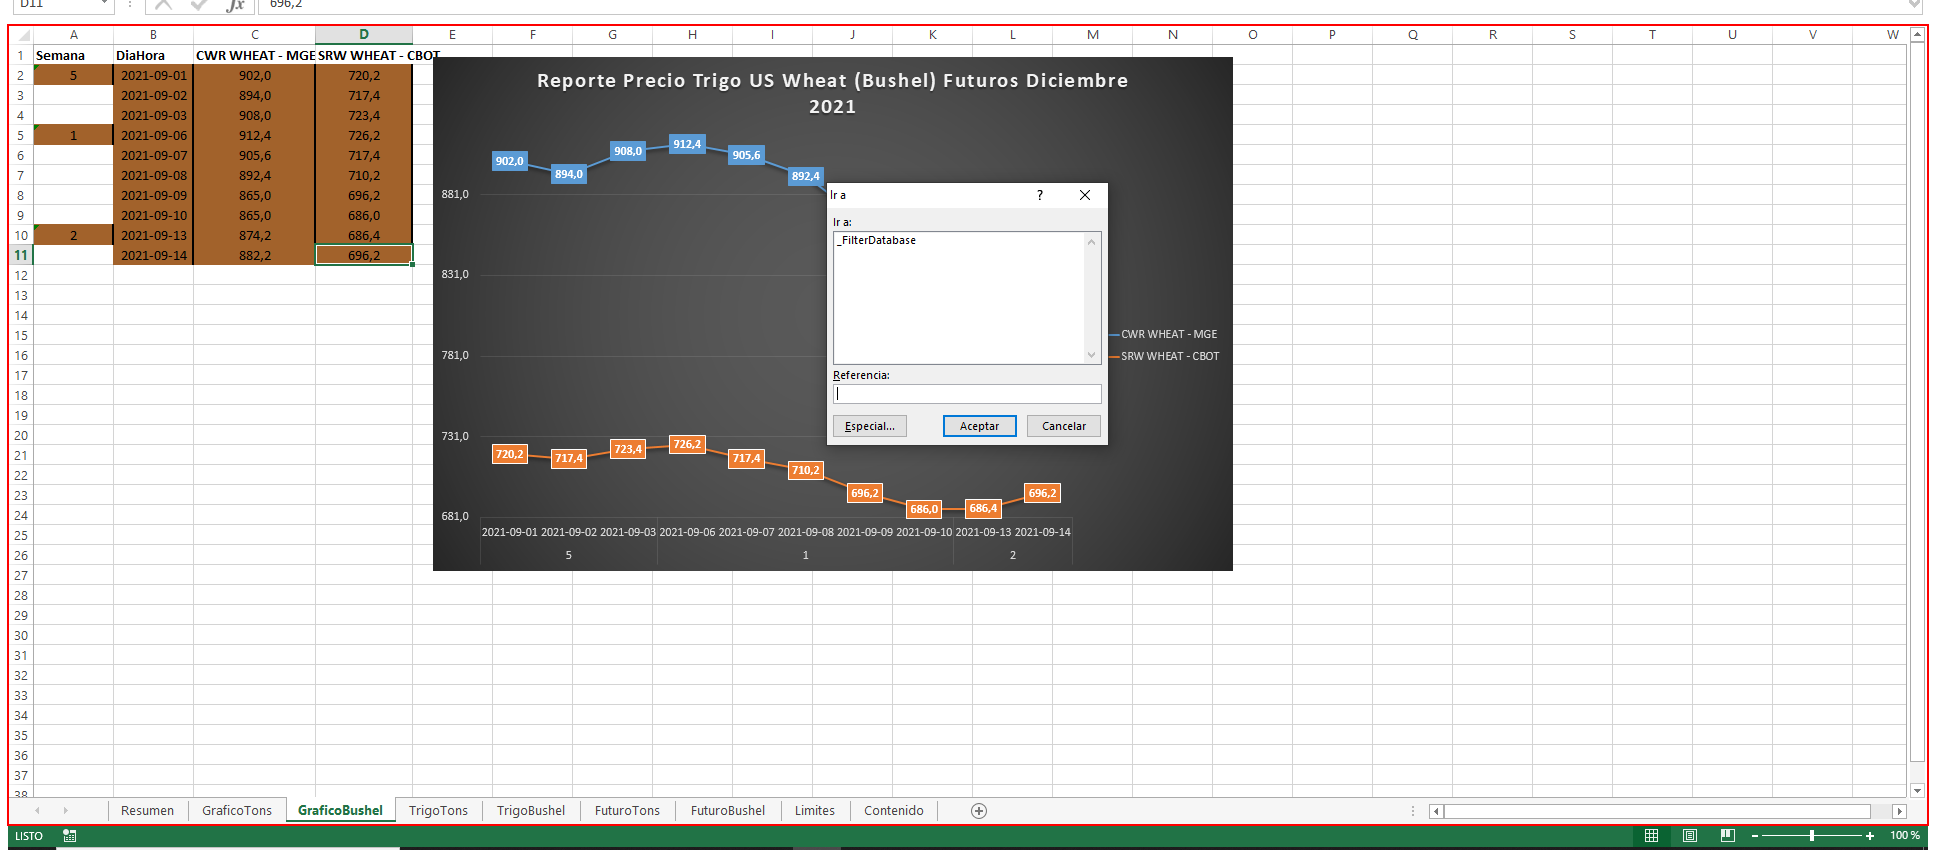 D11
fx
696,2
A B C D E F G H I J K L M N O P Q R S T U V W
1 Semana DiaHora CWR WHEAT - MGE SRW WHEAT - CBOT
2 5 2021-09-01 902,0 720,2
3 2021-09-02 894,0 717,4
4 2021-09-03 908,0 723,4
5 1 2021-09-06 912,4 726,2
6 2021-09-07 905,6 717,4
7 2021-09-08 892,4 710,2
8 2021-09-09 865,0 696,2
9 2021-09-10 865,0 686,0
10 2 2021-09-13 874,2 686,4
11 2021-09-14 882,2 696,2
12
13
14
15
16
17
18
19
20
21
22
23
24
25
26
27
28
29
30
31
32
33
34
35
36
37
38
Reporte Precio Trigo US Wheat (Bushel) Futuros Diciembre
2021
902,0 894,0 908,0 912,4 905,6 892,4
881,0
831,0
781,0
731,0
681,0
720,2 717,4 723,4 726,2 717,4 710,2 696,2 686,0 686,4 696,2
2021-09-01 2021-09-02 2021-09-03 2021-09-06 2021-09-07 2021-09-08 2021-09-09 2021-09-10 2021-09-13 2021-09-14
5 1 2
CWR WHEAT - MGE
SRW WHEAT - CBOT
Ir a ?
Ir a:
_FilterDatabase
Referencia:
Especial... Aceptar Cancelar
Resumen GraficoTons GraficoBushel TrigoTons TrigoBushel FuturoTons FuturoBushel Limites Contenido
LISTO
100 %